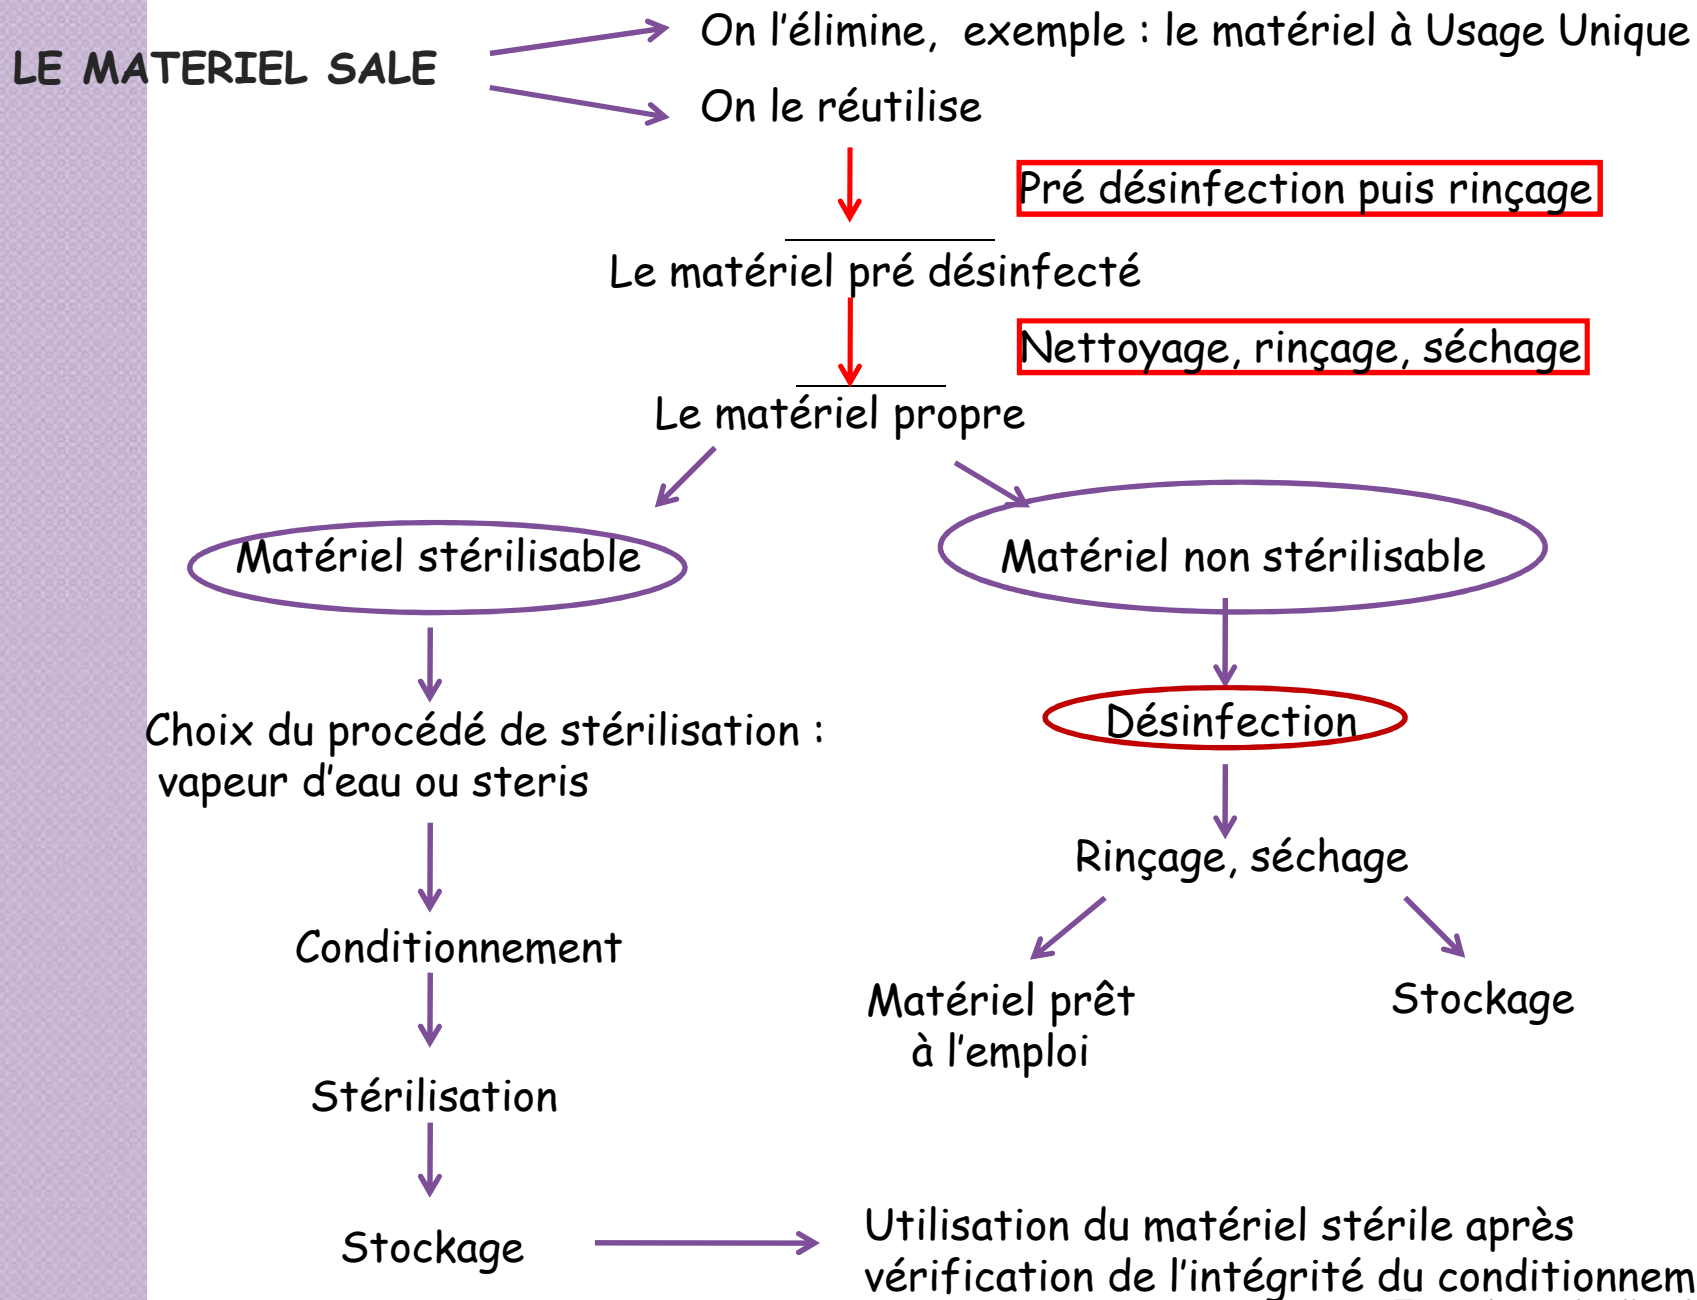 LE MATERIEL SALE
On l’élimine, exemple : le matériel à Usage Unique
On le réutilise
Pré désinfection puis rinçage
Le matériel pré désinfecté
Nettoyage, rinçage, séchage
Le matériel propre
Matériel stérilisable
Matériel non stérilisable
Choix du procédé de stérilisation :
vapeur d’eau ou steris
Désinfection
Rinçage, séchage
Conditionnement
Matériel prêt
à l’emploi
Stockage
Stérilisation
Stockage
Utilisation du matériel stérile après
vérification de l’intégrité du conditionnem